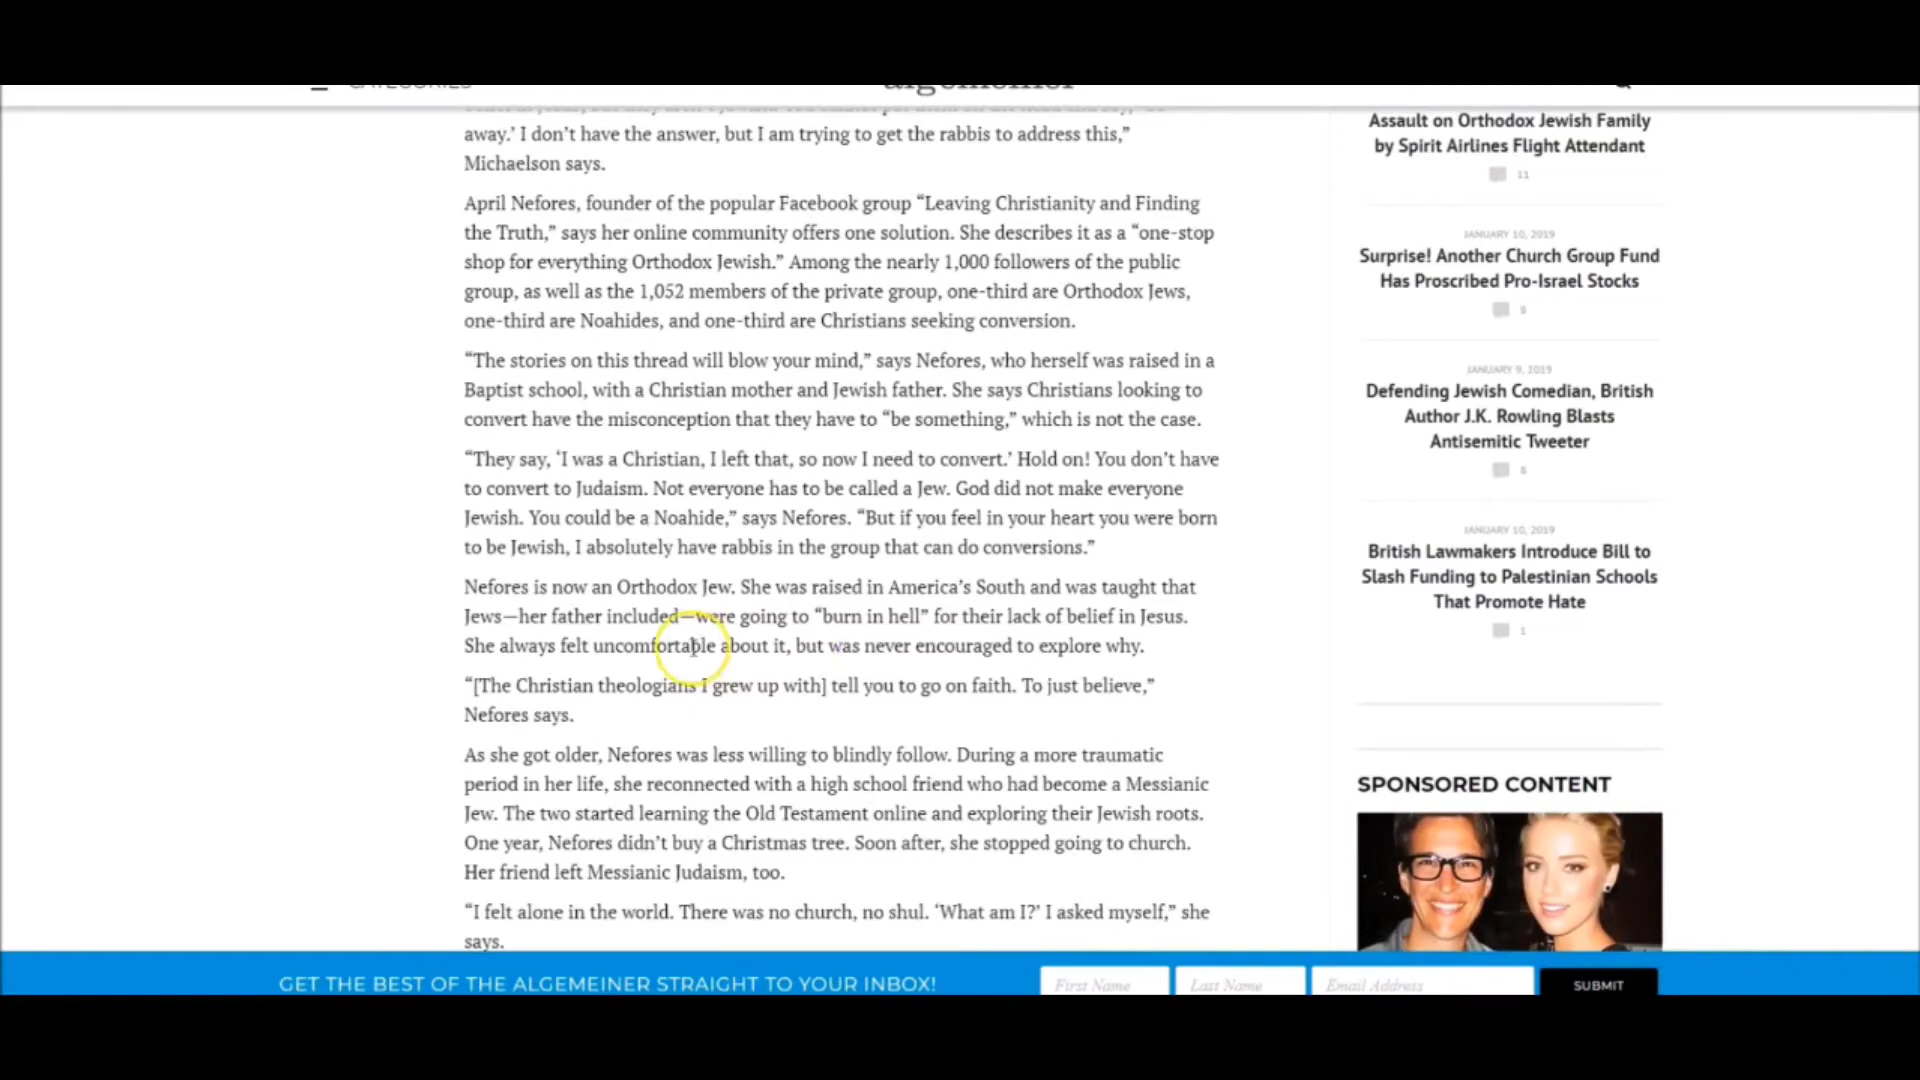 CATEGORIES
algemeiner
away.’ I don’t have the answer, but I am trying to get the rabbis to address this,”
Michaelson says.
April Nefores, founder of the popular Facebook group “Leaving Christianity and Finding
the Truth,” says her online community offers one solution. She describes it as a “one-stop
shop for everything Orthodox Jewish.” Among the nearly 1,000 followers of the public
group, as well as the 1,052 members of the private group, one-third are Orthodox Jews,
one-third are Noahides, and one-third are Christians seeking conversion.
“The stories on this thread will blow your mind,” says Nefores, who herself was raised in a
Baptist school, with a Christian mother and Jewish father. She says Christians looking to
convert have the misconception that they have to “be something,” which is not the case.
“They say, ‘I was a Christian, I left that, so now I need to convert.’ Hold on! You don’t have
to convert to Judaism. Not everyone has to be called a Jew. God did not make everyone
Jewish. You could be a Noahide,” says Nefores. “But if you feel in your heart you were born
to be Jewish, I absolutely have rabbis in the group that can do conversions.”
Nefores is now an Orthodox Jew. She was raised in America’s South and was taught that
Jews—her father included—were going to “burn in hell” for their lack of belief in Jesus.
She always felt uncomfortable about it, but was never encouraged to explore why.
“[The Christian theologians I grew up with] tell you to go on faith. To just believe,”
Nefores says.
As she got older, Nefores was less willing to blindly follow. During a more traumatic
period in her life, she reconnected with a high school friend who had become a Messianic
Jew. The two started learning the Old Testament online and exploring their Jewish roots.
One year, Nefores didn’t buy a Christmas tree. Soon after, she stopped going to church.
Her friend left Messianic Judaism, too.
“I felt alone in the world. There was no church, no shul. ‘What am I?’ I asked myself,” she
says.
Assault on Orthodox Jewish Family
by Spirit Airlines Flight Attendant
11
JANUARY 10, 2019
Surprise! Another Church Group Fund
Has Proscribed Pro-Israel Stocks
JANUARY 9, 2019
Defending Jewish Comedian, British
Author J.K. Rowling Blasts
Antisemitic Tweeter
JANUARY 10, 2019
British Lawmakers Introduce Bill to
Slash Funding to Palestinian Schools
That Promote Hate
1
SPONSORED CONTENT
GET THE BEST OF THE ALGEMEINER STRAIGHT TO YOUR INBOX!
First Name
Last Name
Email Address
SUBMIT